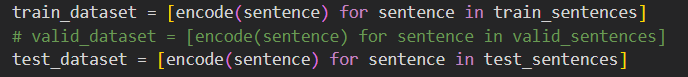 train_dataset = [encode(sentence) for sentence in train_sentences]
# valid_dataset = [encode(sentence) for sentence in valid_sentences]
test_dataset = [encode(sentence) for sentence in test_sentences]